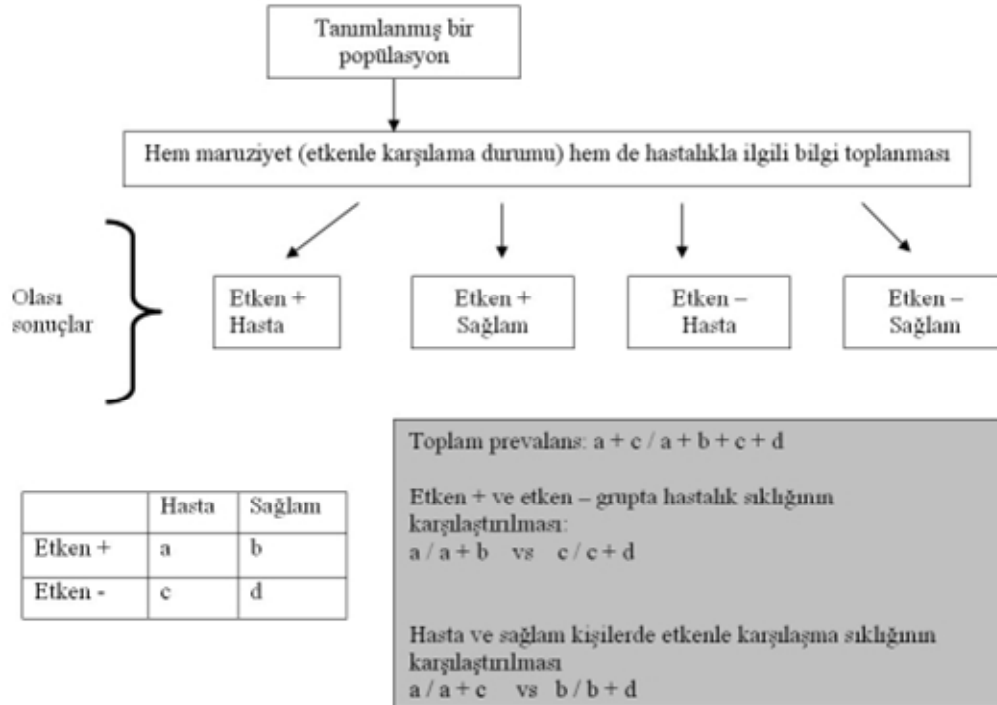 Tanımlanmış bir
popülasyon
Hem maruziyet (etkenle karşılama durumu) hem de hastalıkla ilgili bilgi toplanması
Olası
sonuçlar
Etken +
Hasta
Etken +
Sağlam
Etken –
Hasta
Etken –
Sağlam
Hasta Sağlam
Etken + a b
Etken - c d
Toplam prevalans: a + c / a + b + c + d
Etken + ve etken – grupta hastalık sıklığının
karşılaştırılması:
a / a + b vs c / c + d
Hasta ve sağlam kişilerde etkenle karşılaşma sıklığının
karşılaştırılması
a / a + c vs b / b + d